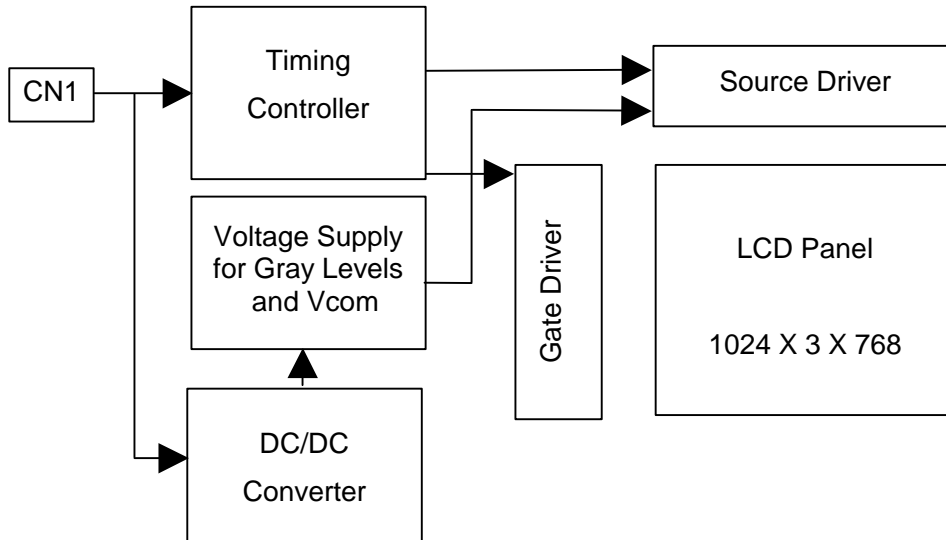 CN1
Timing
Controller
Source Driver
Voltage Supply
for Gray Levels
and Vcom
Gate Driver
LCD Panel
1024 X 3 X 768
DC/DC
Converter